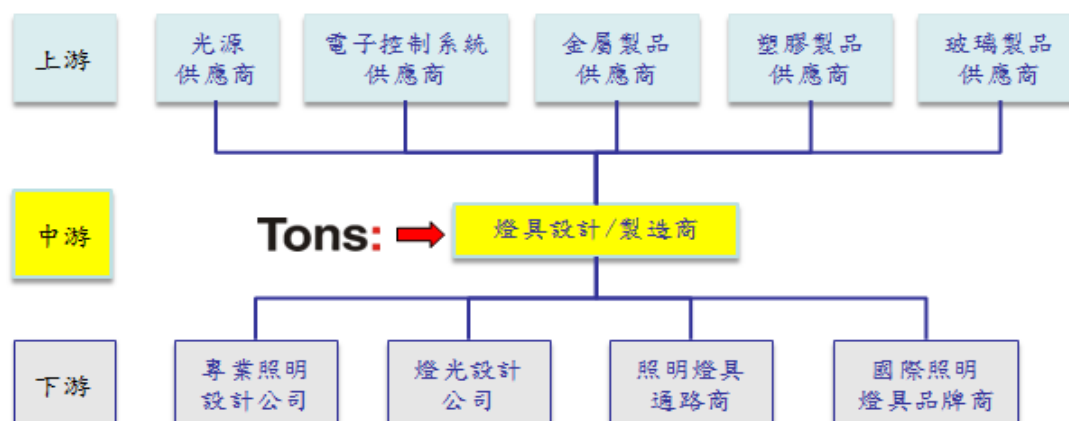 上游
光源
供應商
電子控制系統
供應商
金屬製品
供應商
塑膠製品
供應商
玻璃製品
供應商
中游
Tons:
燈具設計/製造商
下游
專業照明
設計公司
燈光設計
公司
照明燈具
通路商
國際照明
燈具品牌商